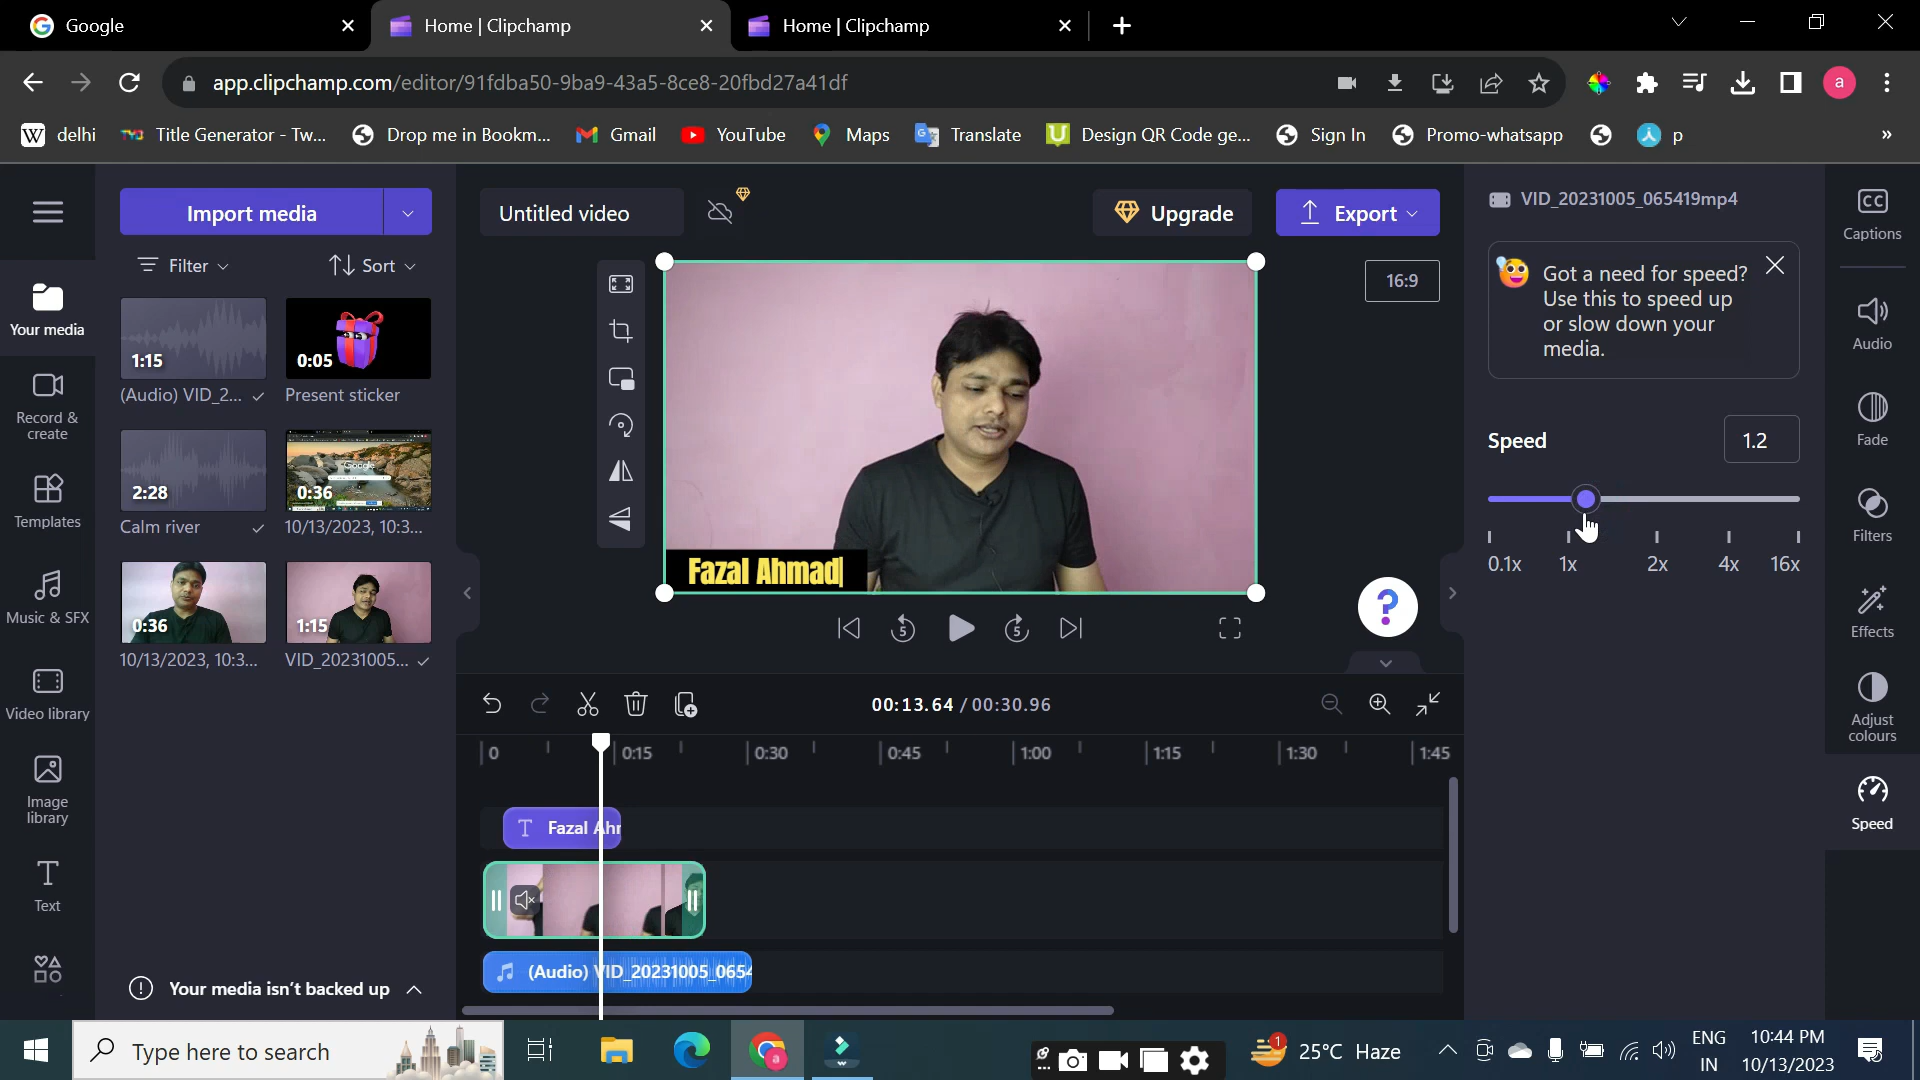 Google
Home | Clipchamp
Home | Clipchamp
app.clipchamp.com/editor/91fdba50-9ba9-43a5-8ce8-20fbd27a41df
a
W delhi
Title Generator - Tw...
Drop me in Bookm...
Gmail
YouTube
Maps
Translate
Design QR Code ge...
Sign In
Promo-whatsapp
p
»
Import media
Filter
Sort
Your media
Record & create
Templates
Music & SFX
Video library
Image library
Text
1:15
(Audio) VID_2...
0:05
Present sticker
2:28
Calm river
0:36
10/13/2023, 10:3...
0:36
10/13/2023, 10:3...
1:15
VID_20231005...
Your media isn't backed up
Untitled video
Upgrade
Export
16:9
Fazal Ahmad
5
5
?
00:13.64 / 00:30.96
0
0:15
0:30
0:45
1:00
1:15
1:30
1:45
T Fazal Ahr
(Audio) VID_20231005_0654
VID_20231005_065419mp4
Got a need for speed?
Use this to speed up
or slow down your
media.
Speed
1.2
0.1x
1x
2x
4x
16x
CC
Captions
Audio
Fade
Filters
Effects
Adjust colours
Speed
Type here to search
a
1
25°C Haze
ENG
IN
10:44 PM
10/13/2023